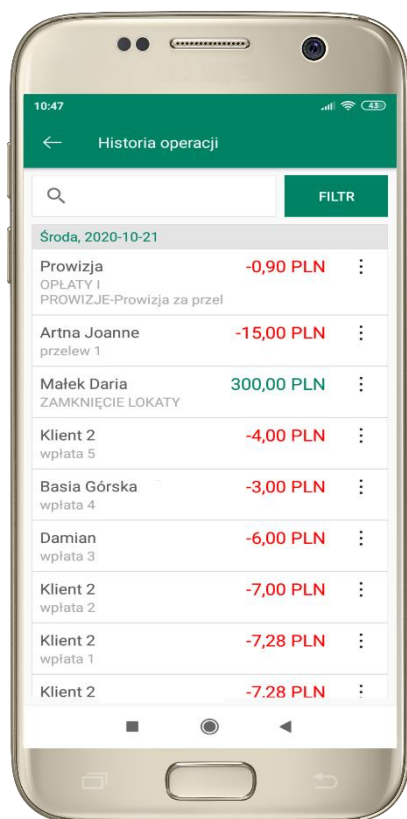 10:47
43
Historia operacji
FILTR
Środa, 2020-10-21
Prowizja -0,90 PLN
OPŁATY I
PROWIZJE-Prowizja za przel
Artna Joanne -15,00 PLN
przelew 1
Małek Daria 300,00 PLN
ZAMKNIĘCIE LOKATY
Klient 2 -4,00 PLN
wpłata 5
Basia Górska -3,00 PLN
wpłata 4
Damian -6,00 PLN
wpłata 3
Klient 2 -7,00 PLN
wpłata 2
Klient 2 -7,28 PLN
wpłata 1
Klient 2 -7,28 PLN